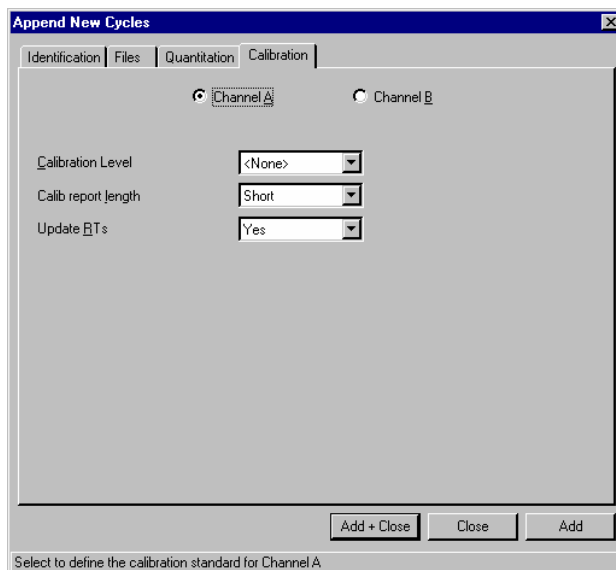 Append New Cycles
Identification Files Quantitation Calibration
Channel A Channel B
Calibration Level <None>
Calib report length Short
Update RTs Yes
Add + Close Close Add
Select to define the calibration standard for Channel A